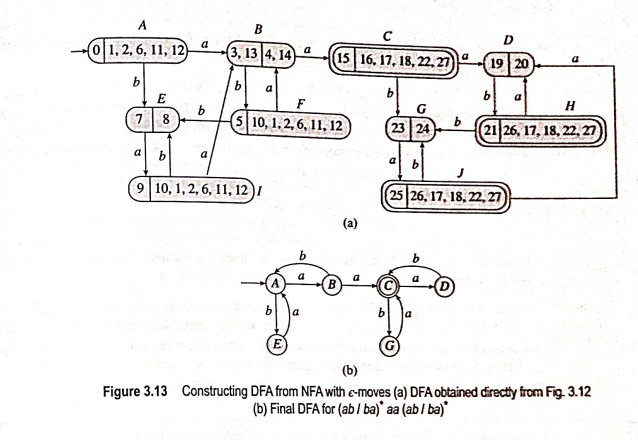 A
B
C
D
0 1, 2, 6, 11, 12 a 3, 13 4, 14 a 15 16, 17, 18, 22, 27 a 19 20 a
b b a b b a
E F G H
7 8 b 5 10, 1, 2, 6, 11, 12 23 24 b 21 26, 17, 18, 22, 27
a b a a b J
9 10, 1, 2, 6, 11, 12 I 25 26, 17, 18, 22, 27
(a)
b b
A a B a C a D
b a b a
E G
(b)
Figure 3.13 Constructing DFA from NFA with ε-moves (a) DFA obtained directly from Fig. 3.12
(b) Final DFA for (ab / ba)* aa (ab / ba)*